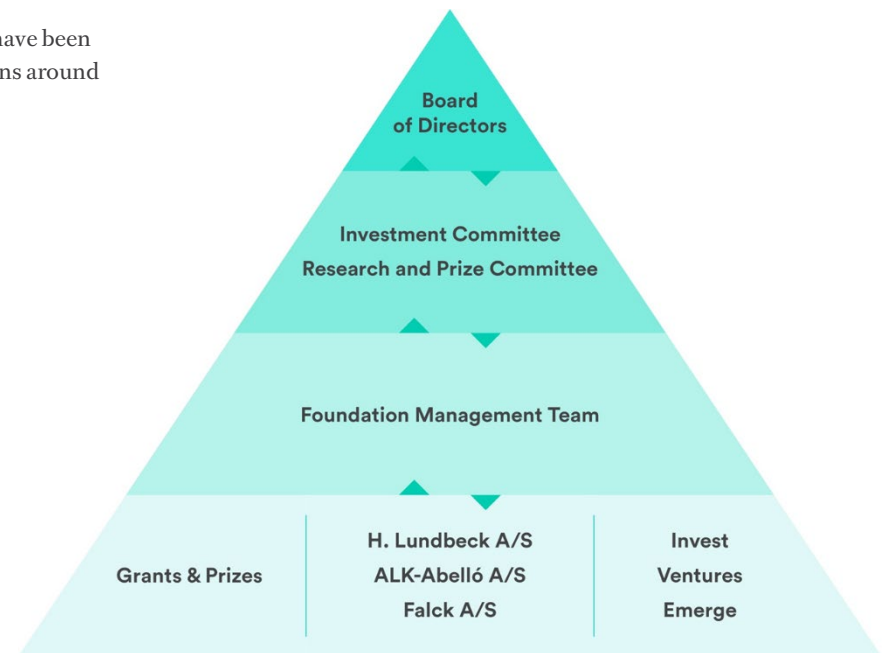 have been
ns around
Board
of Directors
Investment Committee
Research and Prize Committee
Foundation Management Team
Grants & Prizes
H. Lundbeck A/S
ALK-Abelló A/S
Falck A/S
Invest
Ventures
Emerge